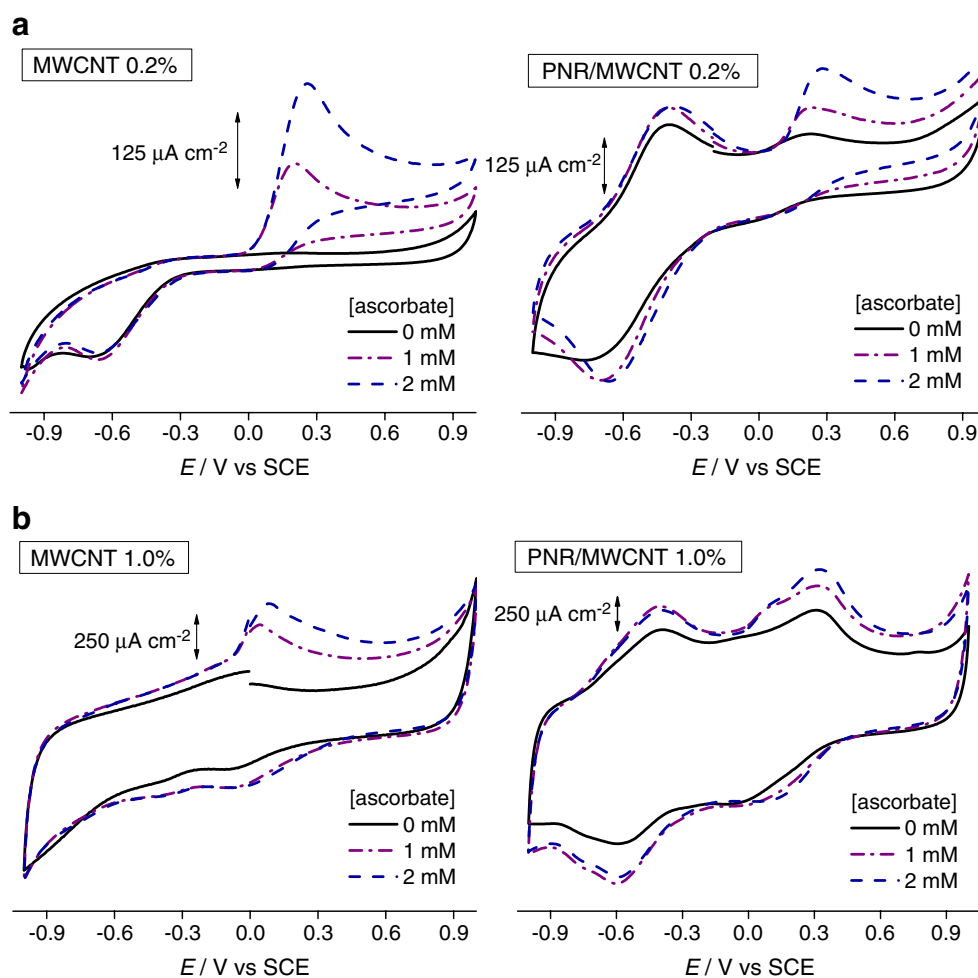 a
MWCNT 0.2%
125 μA cm⁻²
[ascorbate]
0 mM
1 mM
2 mM
-0.9 -0.6 -0.3 0.0 0.3 0.6 0.9
E / V vs SCE
PNR/MWCNT 0.2%
125 μA cm⁻²
[ascorbate]
0 mM
1 mM
2 mM
-0.9 -0.6 -0.3 0.0 0.3 0.6 0.9
E / V vs SCE
b
MWCNT 1.0%
250 μA cm⁻²
[ascorbate]
0 mM
1 mM
2 mM
-0.9 -0.6 -0.3 0.0 0.3 0.6 0.9
E / V vs SCE
PNR/MWCNT 1.0%
250 μA cm⁻²
[ascorbate]
0 mM
1 mM
2 mM
-0.9 -0.6 -0.3 0.0 0.3 0.6 0.9
E / V vs SCE